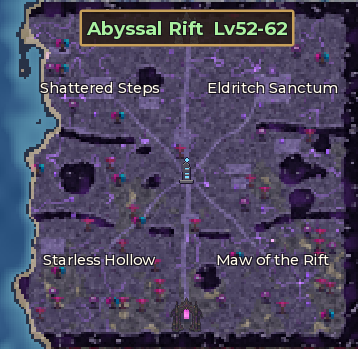 Abyssal Rift Lv52-62
Shattered Steps
Eldritch Sanctum
Starless Hollow
Maw of the Rift